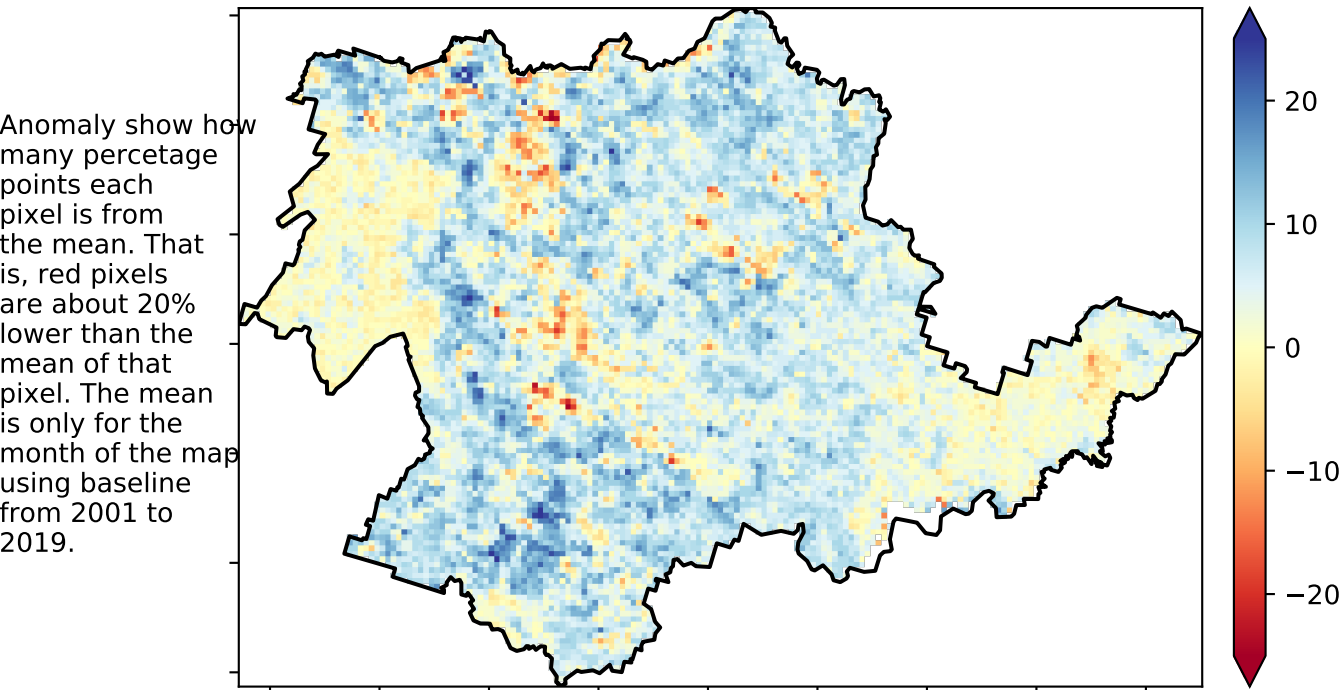 Anomaly show how
many percetage
points each
pixel is from
the mean. That
is, red pixels
are about 20%
lower than the
mean of that
pixel. The mean
is only for the
month of the map
using baseline
from 2001 to
2019.
20
10
0
−10
−20